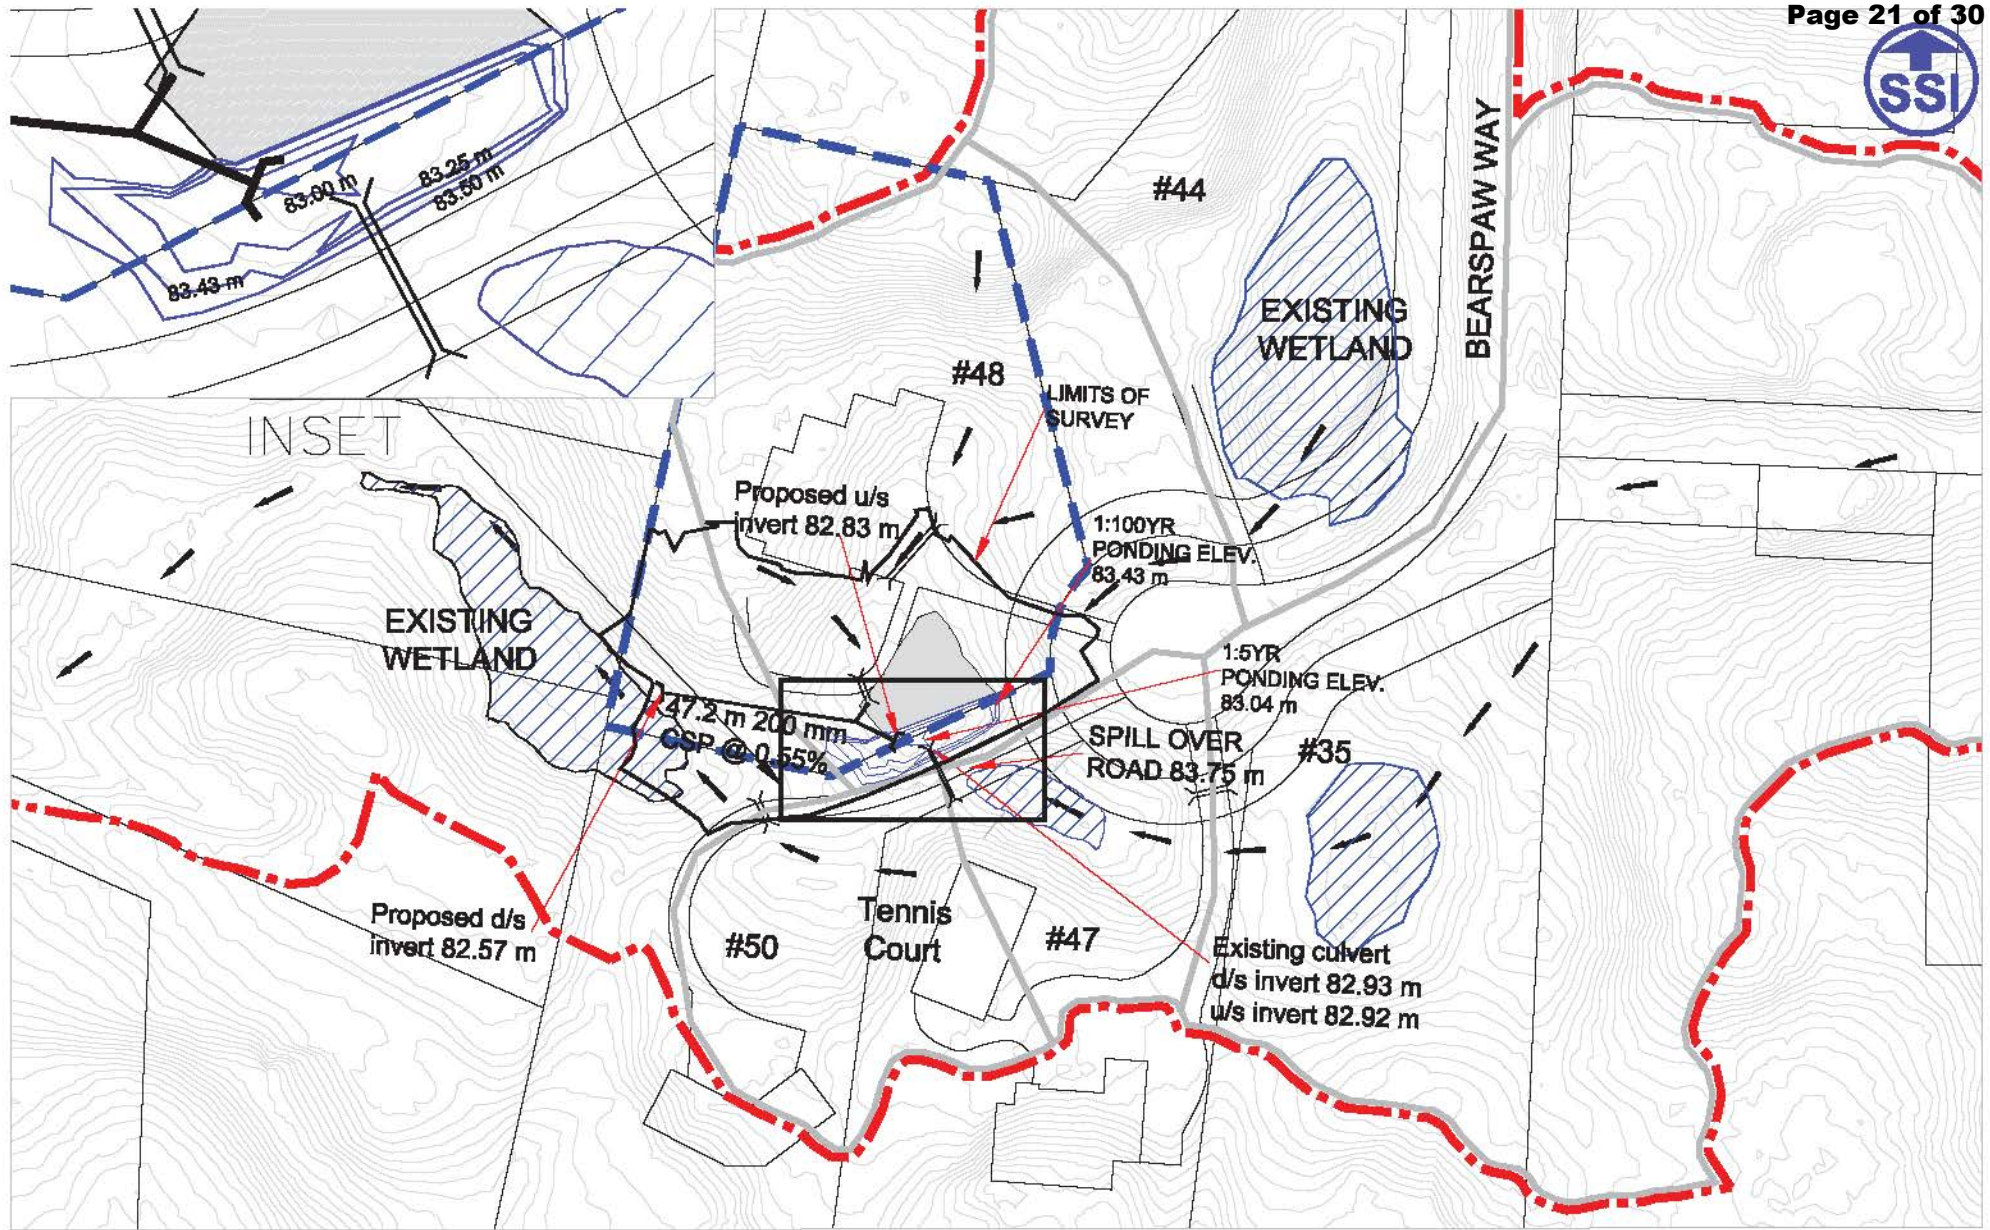 Page 21 of 30
SSI
83.25 m
83.50 m
83.00 m
83.43 m
INSET
#44
BEARSPAW WAY
EXISTING
WETLAND
#48
LIMITS OF
SURVEY
Proposed u/s
invert 82.83 m
1:100YR
PONDING ELEV.
83.43 m
EXISTING
WETLAND
1:5YR
PONDING ELEV.
83.04 m
47.2 m 200 mm
CSP @ 0.55%
SPILL OVER
ROAD 83.75 m
#35
Proposed d/s
invert 82.57 m
Tennis
Court
#50
#47
Existing culvert
d/s invert 82.93 m
u/s invert 82.92 m